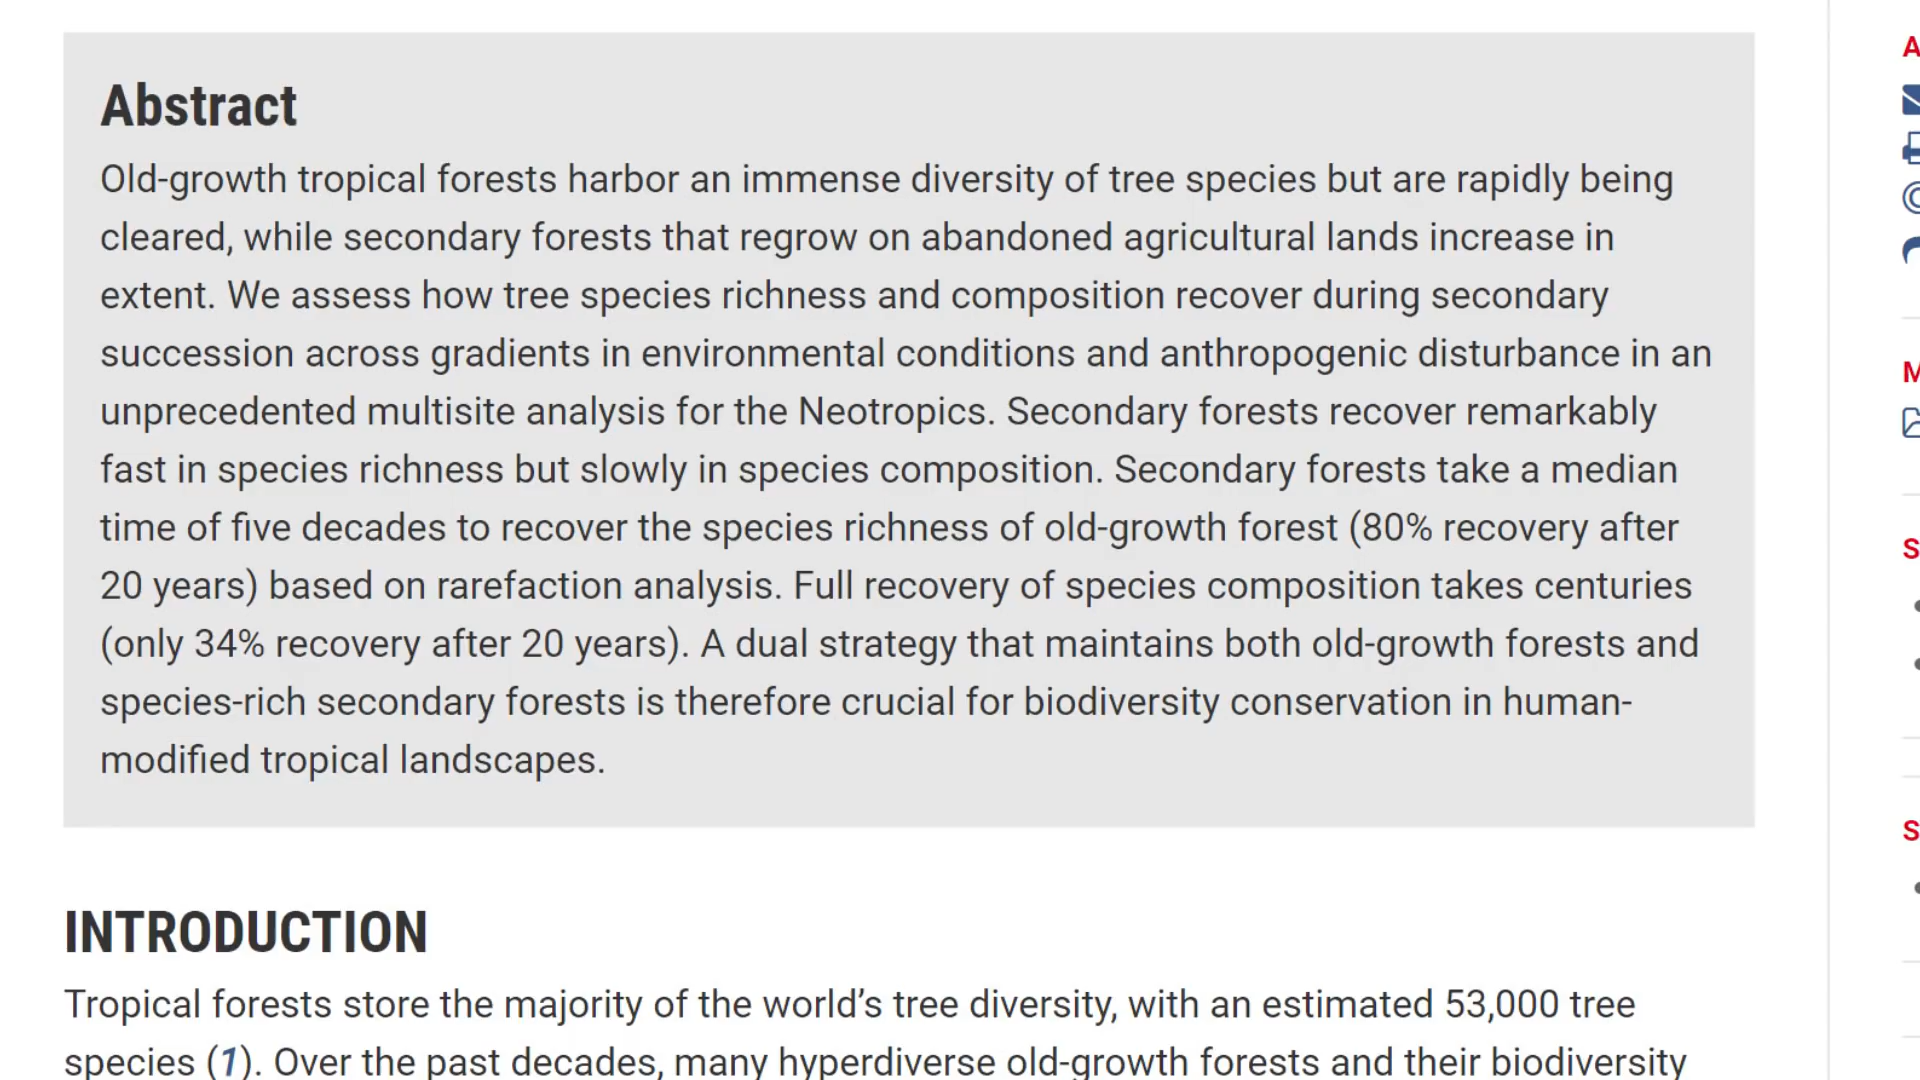 Abstract
Old-growth tropical forests harbor an immense diversity of tree species but are rapidly being
cleared, while secondary forests that regrow on abandoned agricultural lands increase in
extent. We assess how tree species richness and composition recover during secondary
succession across gradients in environmental conditions and anthropogenic disturbance in an
unprecedented multisite analysis for the Neotropics. Secondary forests recover remarkably
fast in species richness but slowly in species composition. Secondary forests take a median
time of five decades to recover the species richness of old-growth forest (80% recovery after
20 years) based on rarefaction analysis. Full recovery of species composition takes centuries
(only 34% recovery after 20 years). A dual strategy that maintains both old-growth forests and
species-rich secondary forests is therefore crucial for biodiversity conservation in human-
modified tropical landscapes.
INTRODUCTION
Tropical forests store the majority of the world's tree diversity, with an estimated 53,000 tree
species (1). Over the past decades, many hyperdiverse old-growth forests and their biodiversity